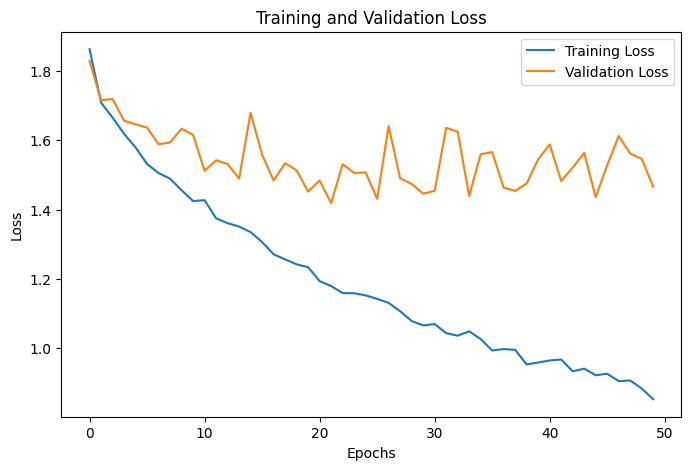 Training and Validation Loss
Training Loss
Validation Loss
Loss
1.8
1.6
1.4
1.2
1.0
0 10 20 30 40 50
Epochs